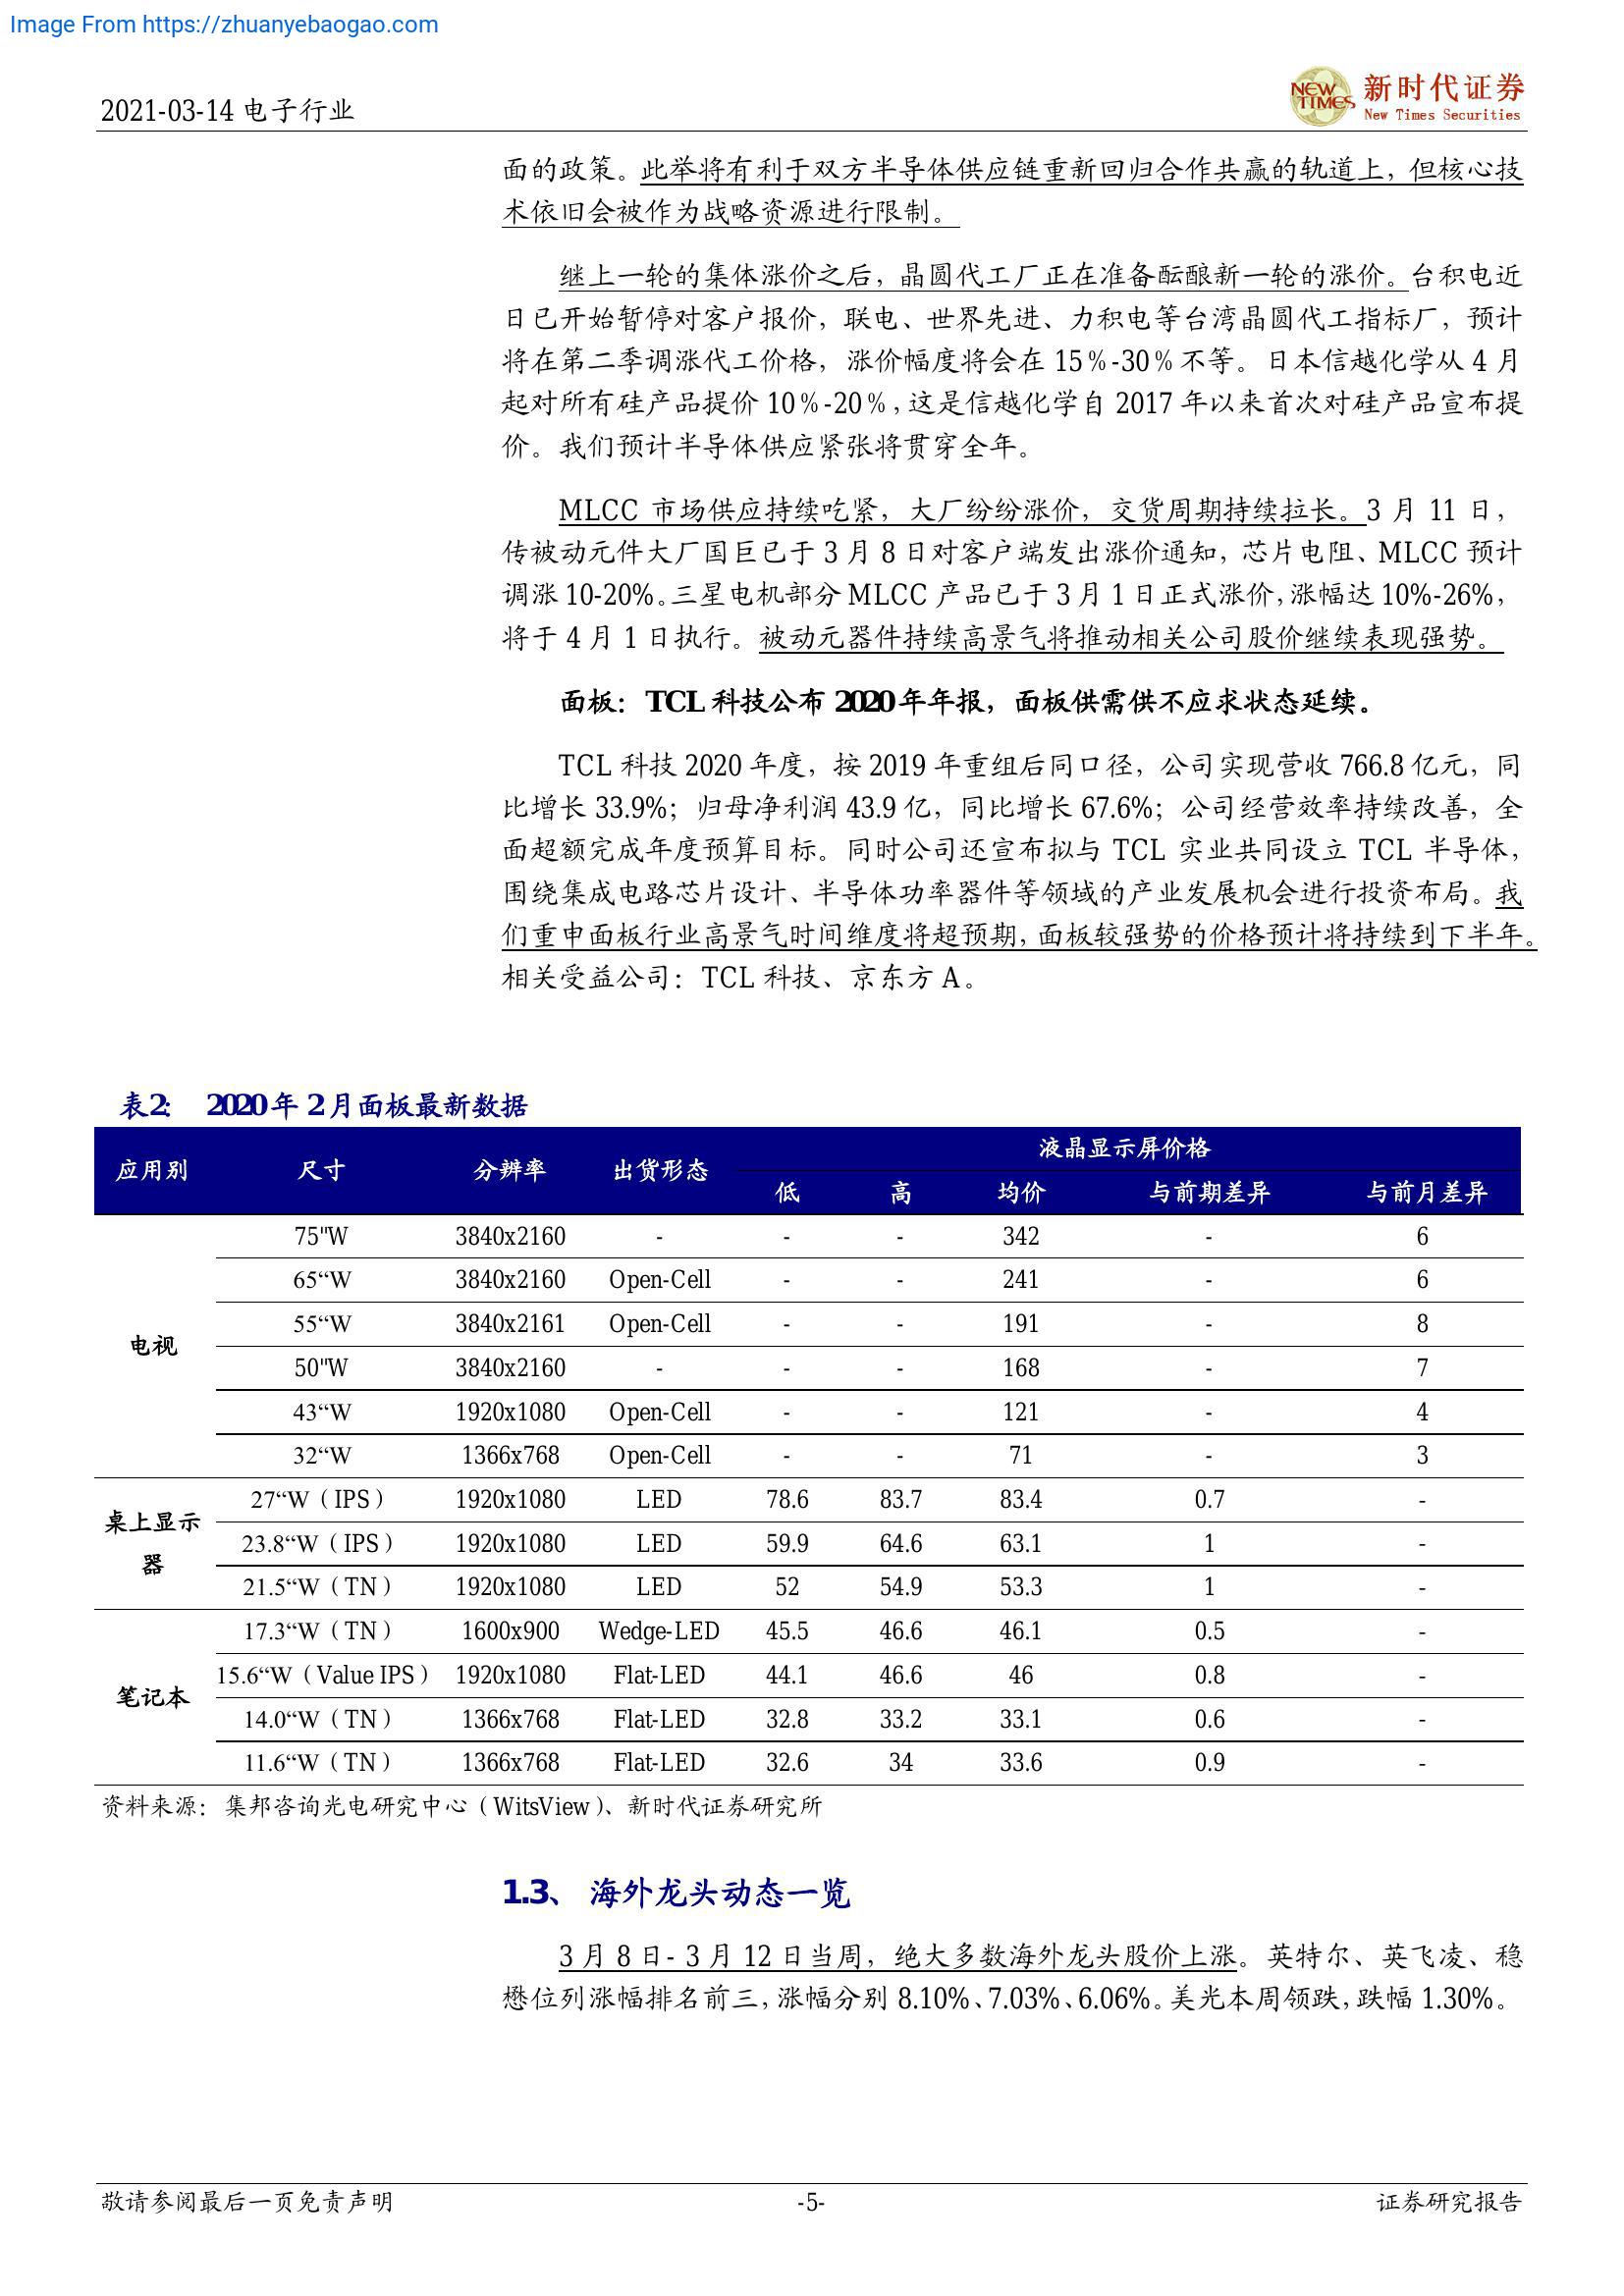 Image From https://zhuanyebaogao.com
2021-03-14 电子行业
NEW TIMES
新时代证券
New Times Securities
面的政策。此举将有利于双方半导体供应链重新回归合作共赢的轨道上，但核心技
术依旧会被作为战略资源进行限制。
继上一轮的集体涨价之后，晶圆代工厂正在准备酝酿新一轮的涨价。台积电近
日已开始暂停对客户报价，联电、世界先进、力积电等台湾晶圆代工指标厂，预计
将在第二季调涨代工价格，涨价幅度将会在 15％-30％不等。日本信越化学从 4 月
起对所有硅产品提价 10％-20％，这是信越化学自 2017 年以来首次对硅产品宣布提
价。我们预计半导体供应紧张将贯穿全年。
MLCC 市场供应持续吃紧，大厂纷纷涨价，交货周期持续拉长。3 月 11 日，
传被动元件大厂国巨已于 3 月 8 日对客户端发出涨价通知，芯片电阻、MLCC 预计
调涨 10-20%。三星电机部分 MLCC 产品已于 3 月 1 日正式涨价，涨幅达 10%-26%，
将于 4 月 1 日执行。被动元器件持续高景气将推动相关公司股价继续表现强势。
面板：TCL 科技公布 2020 年年报，面板供需供不应求状态延续。
TCL 科技 2020 年度，按 2019 年重组后同口径，公司实现营收 766.8 亿元，同
比增长 33.9%；归母净利润 43.9 亿，同比增长 67.6%；公司经营效率持续改善，全
面超额完成年度预算目标。同时公司还宣布拟与 TCL 实业共同设立 TCL 半导体，
围绕集成电路芯片设计、半导体功率器件等领域的产业发展机会进行投资布局。我
们重申面板行业高景气时间维度将超预期，面板较强势的价格预计将持续到下半年。
相关受益公司：TCL 科技、京东方 A。
表2： 2020 年 2 月面板最新数据
应用别 尺寸 分辨率 出货形态 液晶显示屏价格
低 高 均价 与前期差异 与前月差异
电视
75"W 3840x2160 - - - 342 - 6
65“W 3840x2160 Open-Cell - - 241 - 6
55“W 3840x2161 Open-Cell - - 191 - 8
50"W 3840x2160 - - - 168 - 7
43“W 1920x1080 Open-Cell - - 121 - 4
32“W 1366x768 Open-Cell - - 71 - 3
桌上显示
器
27“W（IPS） 1920x1080 LED 78.6 83.7 83.4 0.7 -
23.8“W（IPS） 1920x1080 LED 59.9 64.6 63.1 1 -
21.5“W（TN） 1920x1080 LED 52 54.9 53.3 1 -
笔记本
17.3“W（TN） 1600x900 Wedge-LED 45.5 46.6 46.1 0.5 -
15.6“W（Value IPS） 1920x1080 Flat-LED 44.1 46.6 46 0.8 -
14.0“W（TN） 1366x768 Flat-LED 32.8 33.2 33.1 0.6 -
11.6“W（TN） 1366x768 Flat-LED 32.6 34 33.6 0.9 -
资料来源：集邦咨询光电研究中心（WitsView）、新时代证券研究所
1.3、 海外龙头动态一览
3 月 8 日- 3 月 12 日当周，绝大多数海外龙头股价上涨。英特尔、英飞凌、稳
懋位列涨幅排名前三，涨幅分别 8.10%、7.03%、6.06%。美光本周领跌，跌幅 1.30%。
敬请参阅最后一页免责声明
-5-
证券研究报告